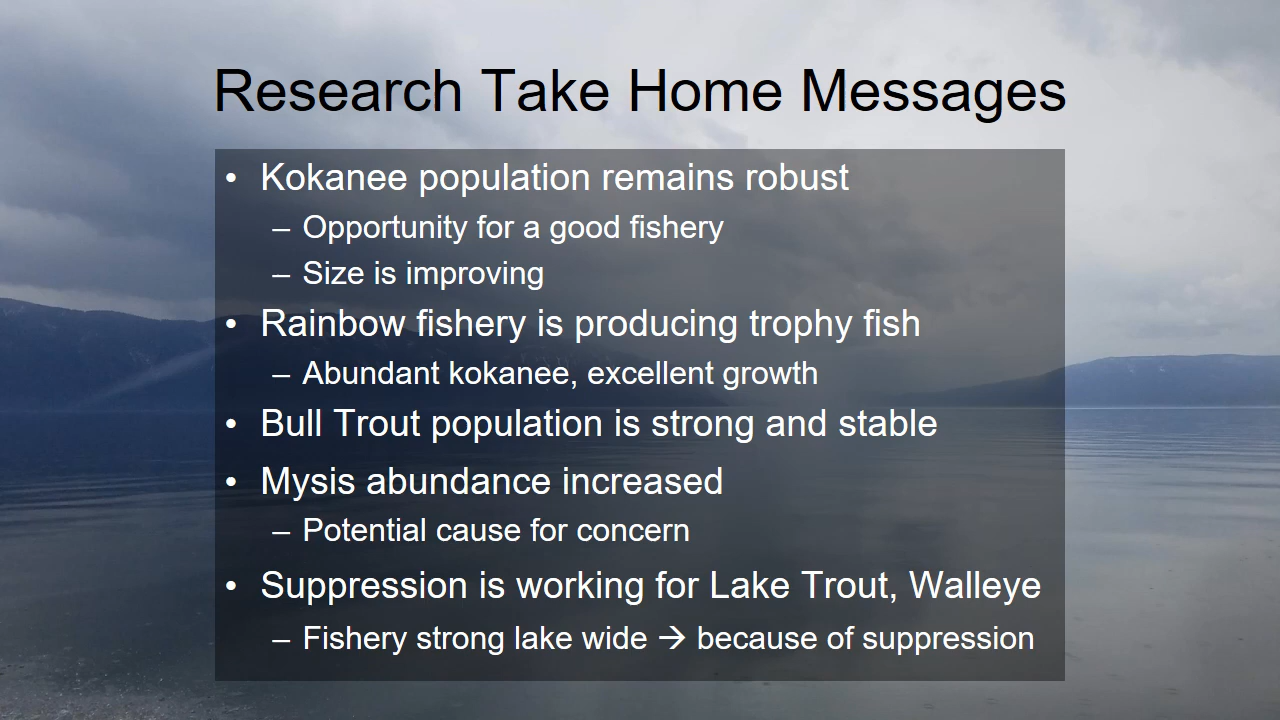 Research Take Home Messages
• Kokanee population remains robust
– Opportunity for a good fishery
– Size is improving
• Rainbow fishery is producing trophy fish
– Abundant kokanee, excellent growth
• Bull Trout population is strong and stable
• Mysis abundance increased
– Potential cause for concern
• Suppression is working for Lake Trout, Walleye
– Fishery strong lake wide → because of suppression